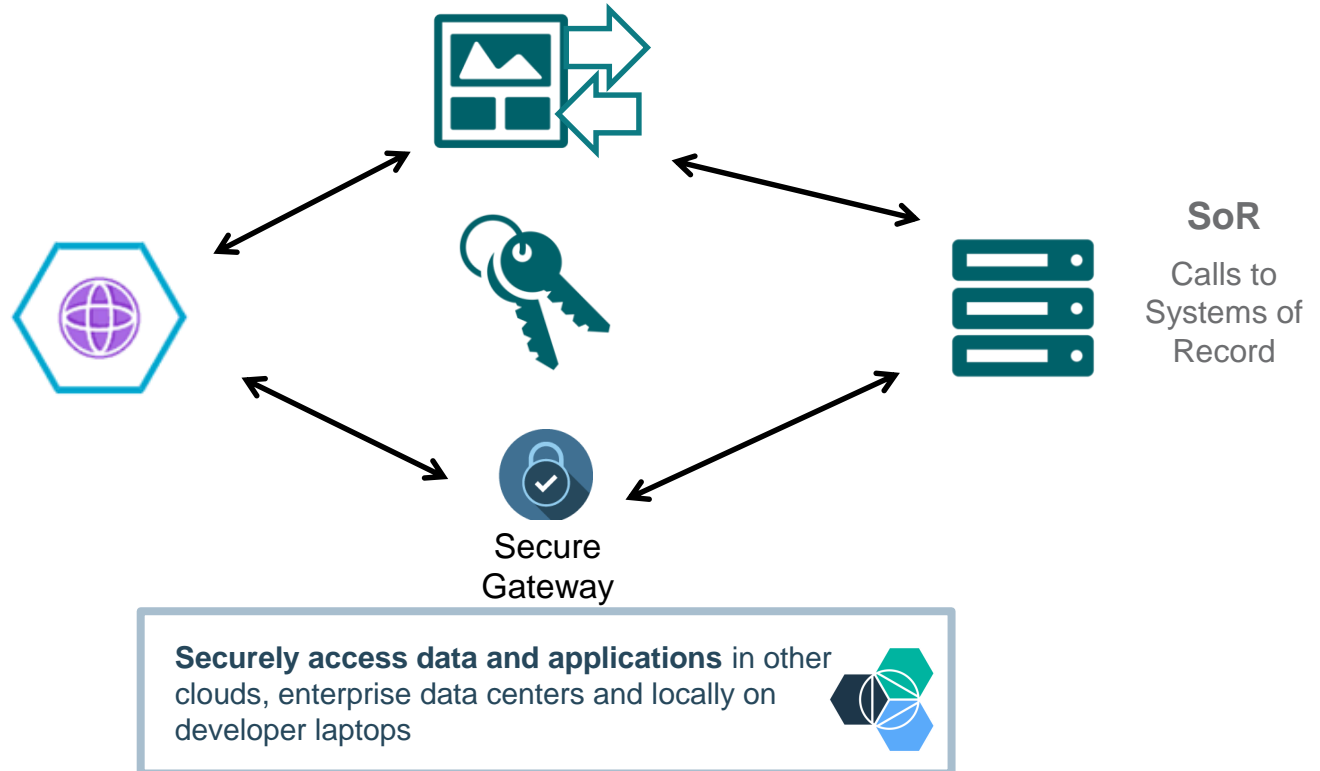 SoR
Calls to
Systems of
Record
Secure
Gateway
Securely access data and applications in other
clouds, enterprise data centers and locally on
developer laptops